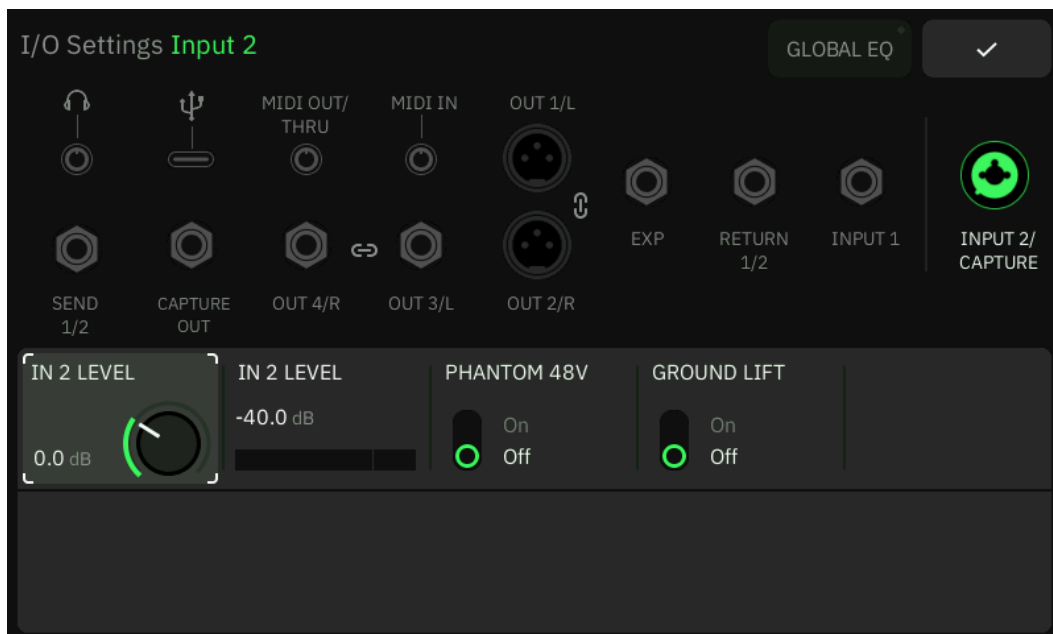 I/O Settings Input 2
GLOBAL EQ
MIDI OUT/
THRU
MIDI IN
OUT 1/L
EXP
RETURN
1/2
INPUT 1
INPUT 2/
CAPTURE
SEND
1/2
CAPTURE
OUT
OUT 4/R
OUT 3/L
OUT 2/R
IN 2 LEVEL
0.0 dB
IN 2 LEVEL
-40.0 dB
PHANTOM 48V
On
Off
GROUND LIFT
On
Off